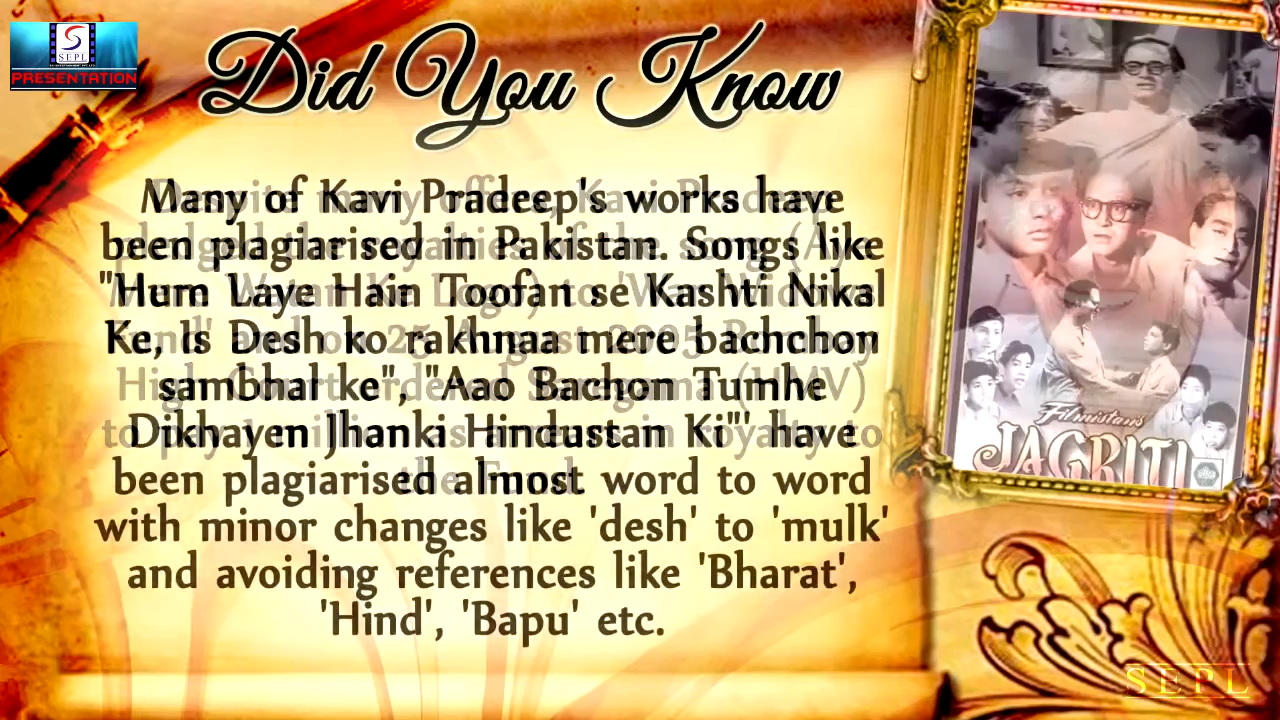 SEPL
PRESENTATION
Did You Know
Many of Kavi Pradeep's works have
been plagiarised in Pakistan. Songs like
"Hum Laye Hain Toofan se Kashti Nikal
Ke, Is Desh ko rakhnaa mere bachchon
sambhal ke", "Aao Bachon Tumhe
Dikhayen Jhanki Hindustan Ki"' have
been plagiarised almost word to word
with minor changes like 'desh' to 'mulk'
and avoiding references like 'Bharat',
'Hind', 'Bapu' etc.
Filmistan's
JAGRITI
SEPL